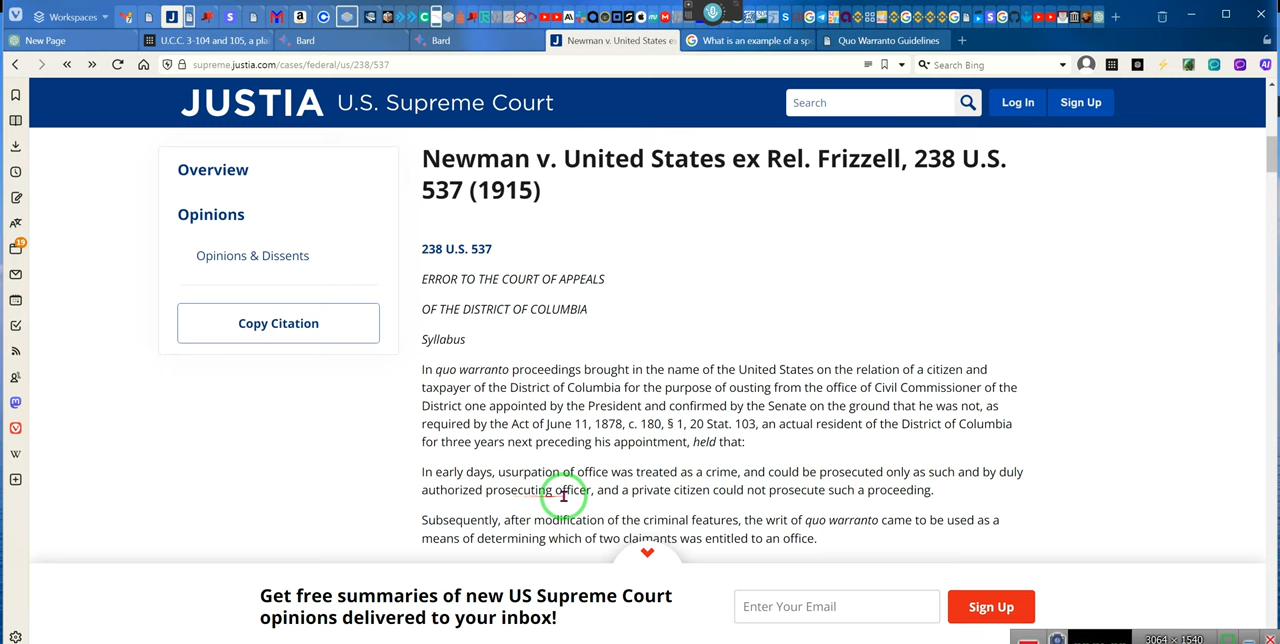 Workspaces
New Page
U.C.C. 3-104 and 105, a pla
Bard
Bard
Newman v. United States e
What is an example of a sp
Quo Warranto Guidelines
supreme.justia.com/cases/federal/us/238/537
Search Bing
JUSTIA U.S. Supreme Court
Search
Log In
Sign Up
Overview
Opinions
Opinions & Dissents
Copy Citation
Newman v. United States ex Rel. Frizzell, 238 U.S.
537 (1915)
238 U.S. 537
ERROR TO THE COURT OF APPEALS
OF THE DISTRICT OF COLUMBIA
Syllabus
In quo warranto proceedings brought in the name of the United States on the relation of a citizen and
taxpayer of the District of Columbia for the purpose of ousting from the office of Civil Commissioner of the
District one appointed by the President and confirmed by the Senate on the ground that he was not, as
required by the Act of June 11, 1878, c. 180, § 1, 20 Stat. 103, an actual resident of the District of Columbia
for three years next preceding his appointment, held that:
In early days, usurpation of office was treated as a crime, and could be prosecuted only as such and by duly
authorized prosecuting officer, and a private citizen could not prosecute such a proceeding.
Subsequently, after modification of the criminal features, the writ of quo warranto came to be used as a
means of determining which of two claimants was entitled to an office.
Get free summaries of new US Supreme Court
opinions delivered to your inbox!
Enter Your Email
Sign Up
19
3064 × 1540